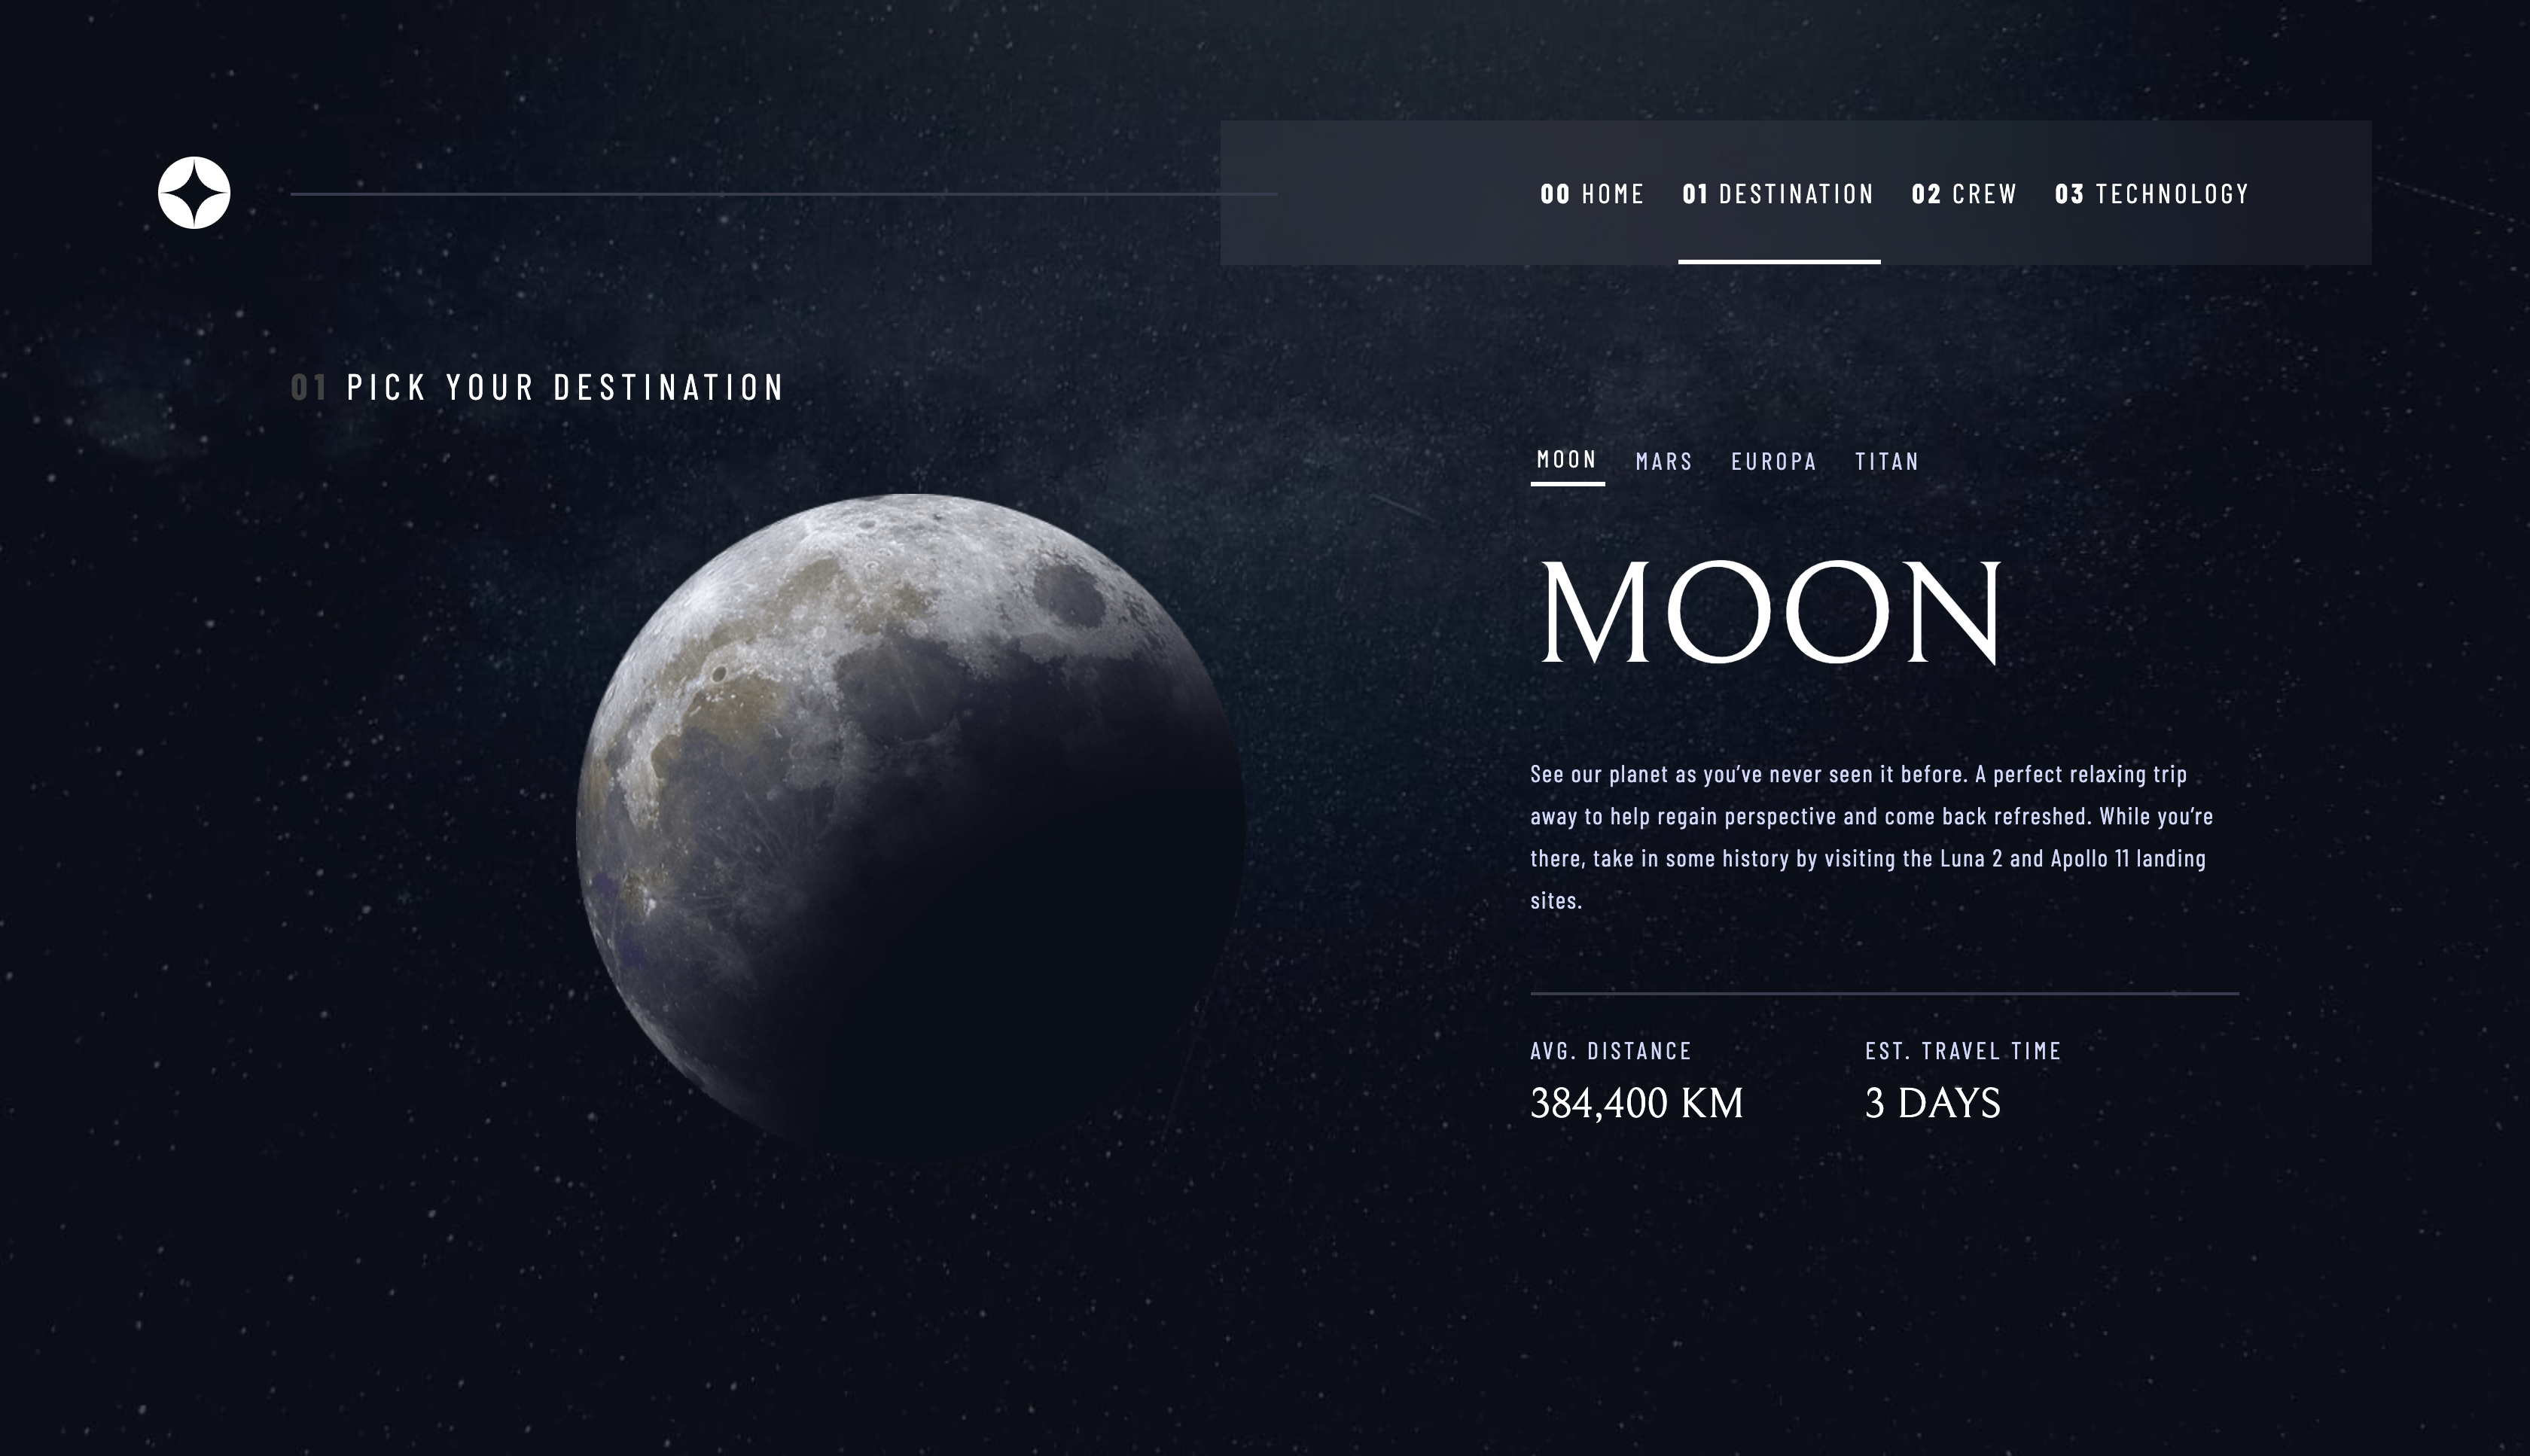 00 HOME 01 DESTINATION 02 CREW 03 TECHNOLOGY
01 PICK YOUR DESTINATION
MOON MARS EUROPA TITAN
MOON
See our planet as you’ve never seen it before. A perfect relaxing trip
away to help regain perspective and come back refreshed. While you’re
there, take in some history by visiting the Luna 2 and Apollo 11 landing
sites.
AVG. DISTANCE
384,400 KM
EST. TRAVEL TIME
3 DAYS